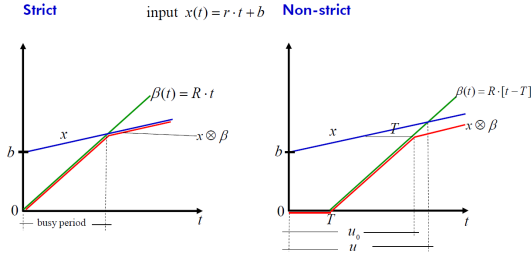 Strict
input x(t) = r · t + b
Non-strict
β(t) = R · t
x
x ⊗ β
b
0
t
busy period
β(t) = R · [t − T]
x
T
x ⊗ β
b
0
T
t
u₀
u